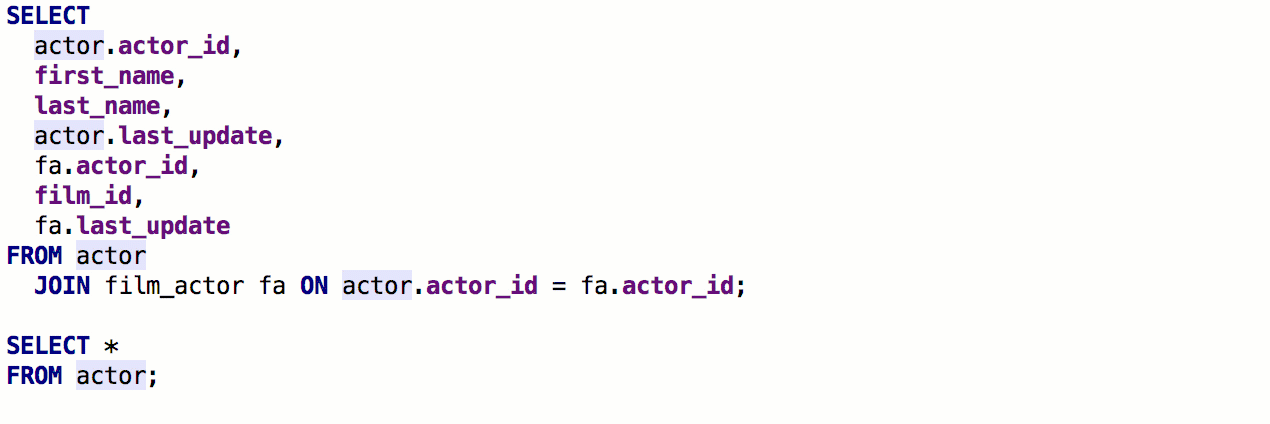 SELECT
  actor.actor_id,
  first_name,
  last_name,
  actor.last_update,
  fa.actor_id,
  film_id,
  fa.last_update
FROM actor
  JOIN film_actor fa ON actor.actor_id = fa.actor_id;

SELECT *
FROM actor;